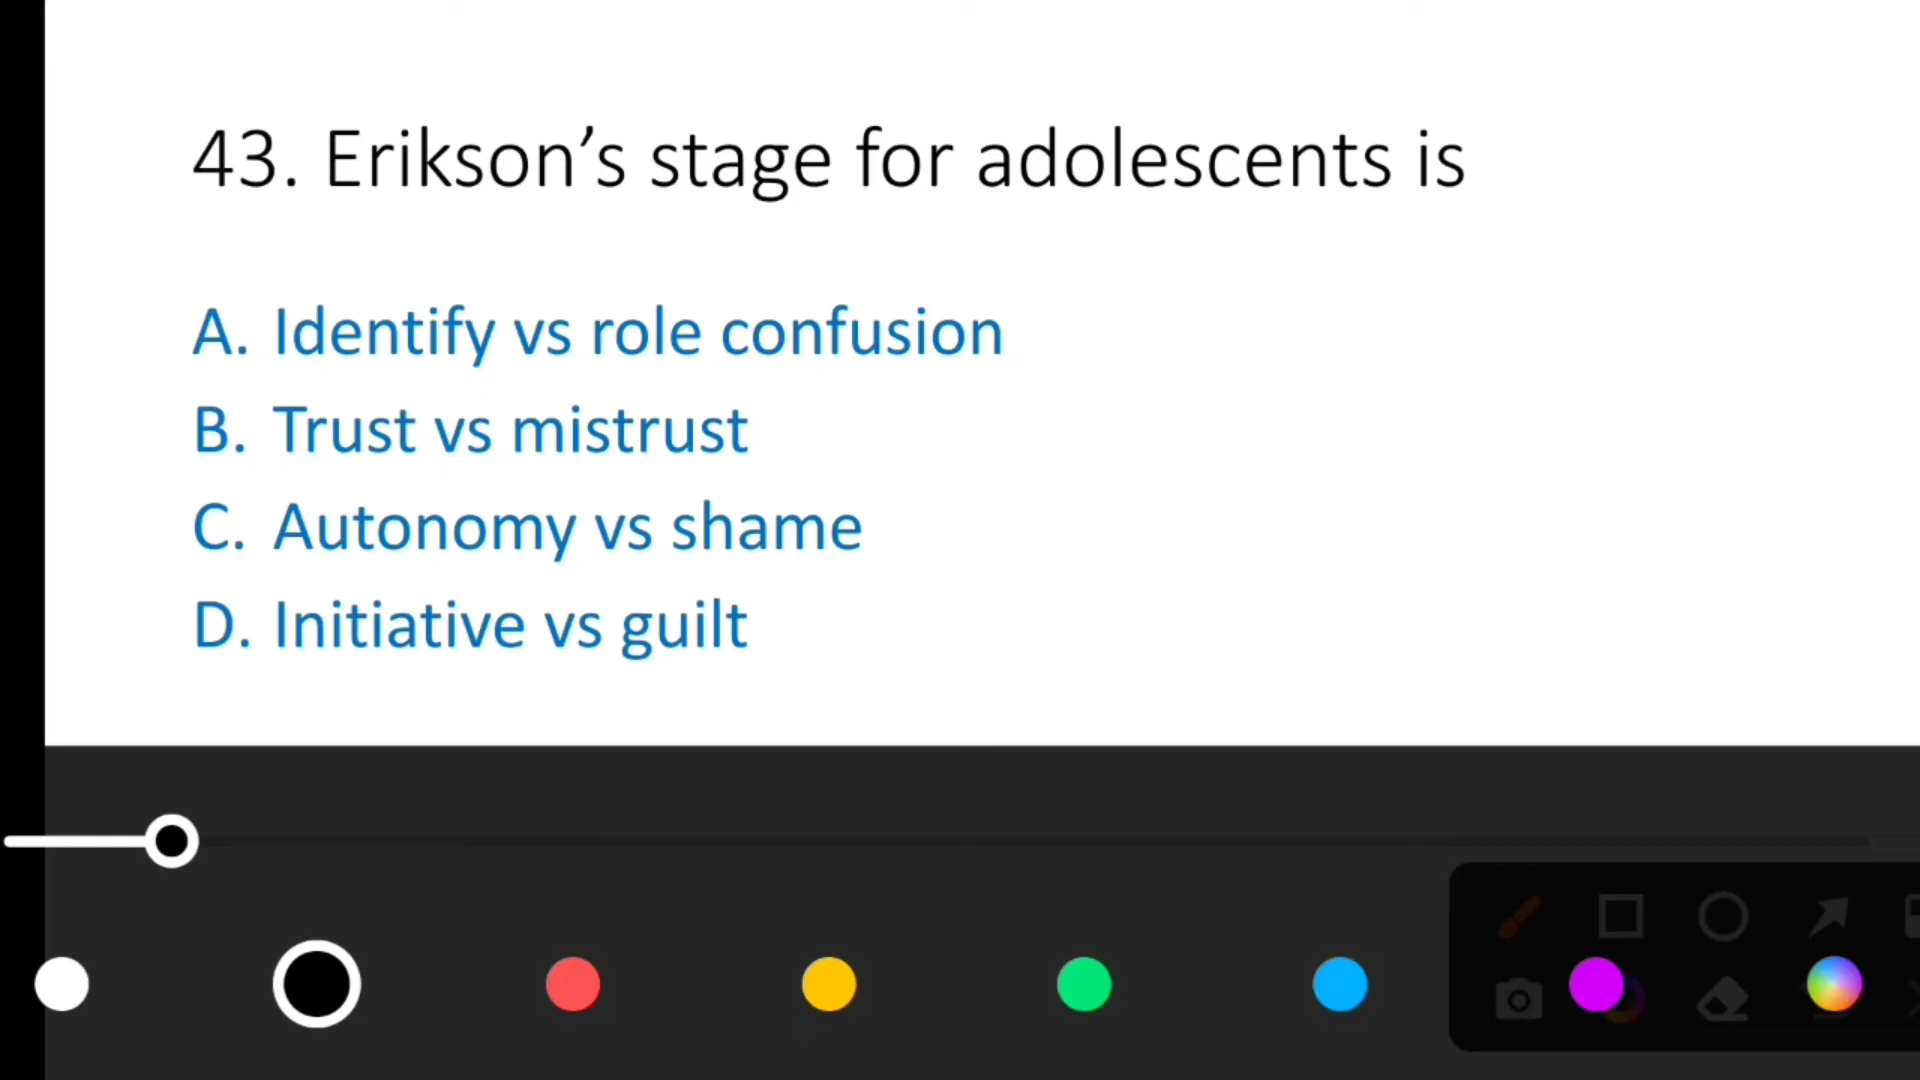 43. Erikson’s stage for adolescents is
A. Identify vs role confusion
B. Trust vs mistrust
C. Autonomy vs shame
D. Initiative vs guilt